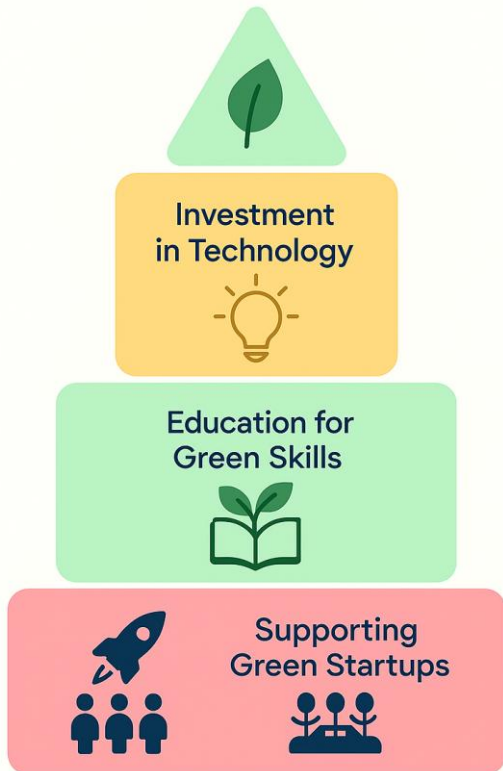 Investment
in Technology
Education for
Green Skills
Supporting
Green Startups